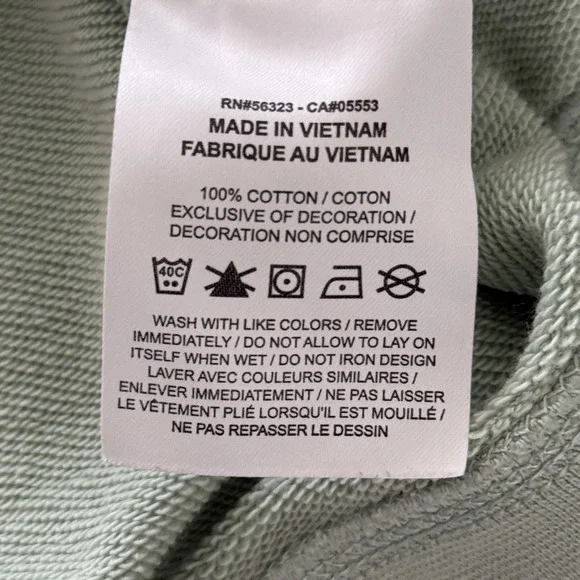 RN#56323 - CA#05553
MADE IN VIETNAM
FABRIQUE AU VIETNAM
100% COTTON / COTON
EXCLUSIVE OF DECORATION /
DECORATION NON COMPRISE
40C
WASH WITH LIKE COLORS / REMOVE
IMMEDIATELY / DO NOT ALLOW TO LAY ON
ITSELF WHEN WET / DO NOT IRON DESIGN
LAVER AVEC COULEURS SIMILAIRES /
ENLEVER IMMEDIATEMENT / NE PAS LAISSER
LE VÊTEMENT PLIÉ LORSQU'IL EST MOUILLÉ /
NE PAS REPASSER LE DESSIN